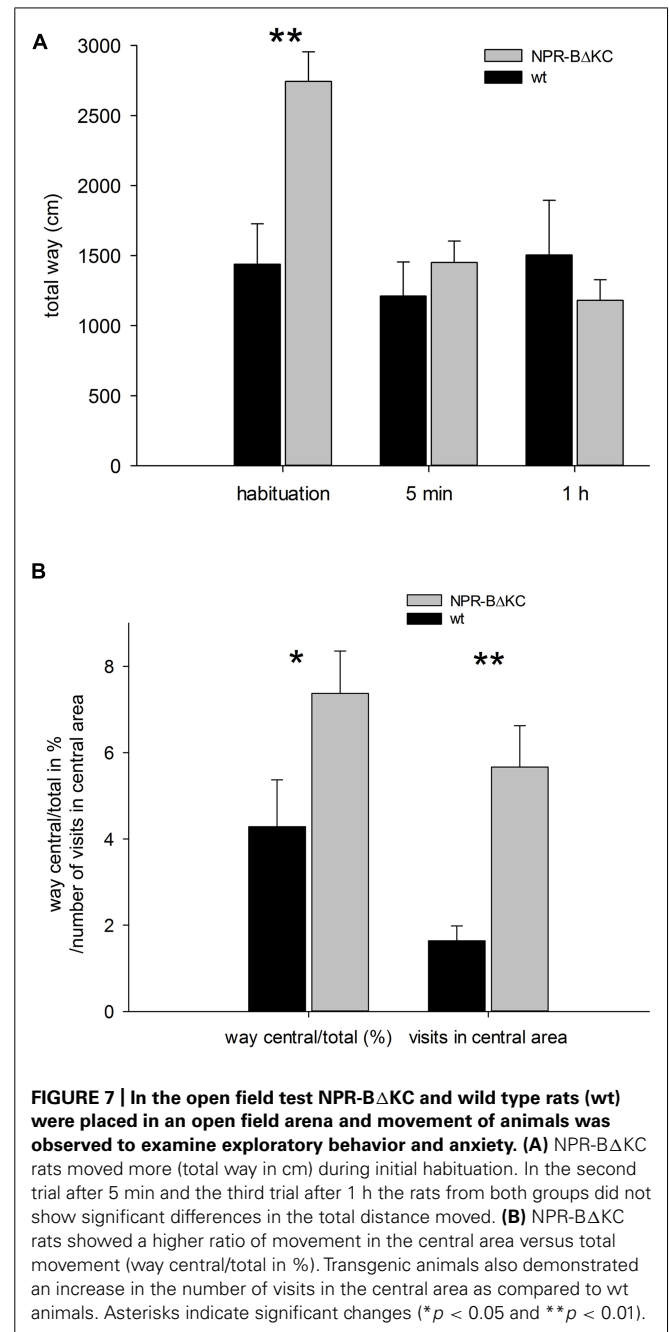 A
**
NPR-BΔKC
wt
3000
2500
2000
1500
1000
500
0
total way (cm)
habituation 5 min 1 h
B
NPR-BΔKC
wt
* **
8
6
4
2
0
way central/total in %
/number of visits in central area
way central/total (%) visits in central area
FIGURE 7 | In the open field test NPR-BΔKC and wild type rats (wt)
were placed in an open field arena and movement of animals was
observed to examine exploratory behavior and anxiety. (A) NPR-BΔKC
rats moved more (total way in cm) during initial habituation. In the second
trial after 5 min and the third trial after 1 h the rats from both groups did not
show significant differences in the total distance moved. (B) NPR-BΔKC
rats showed a higher ratio of movement in the central area versus total
movement (way central/total in %). Transgenic animals also demonstrated
an increase in the number of visits in the central area as compared to wt
animals. Asterisks indicate significant changes (*p < 0.05 and **p < 0.01).